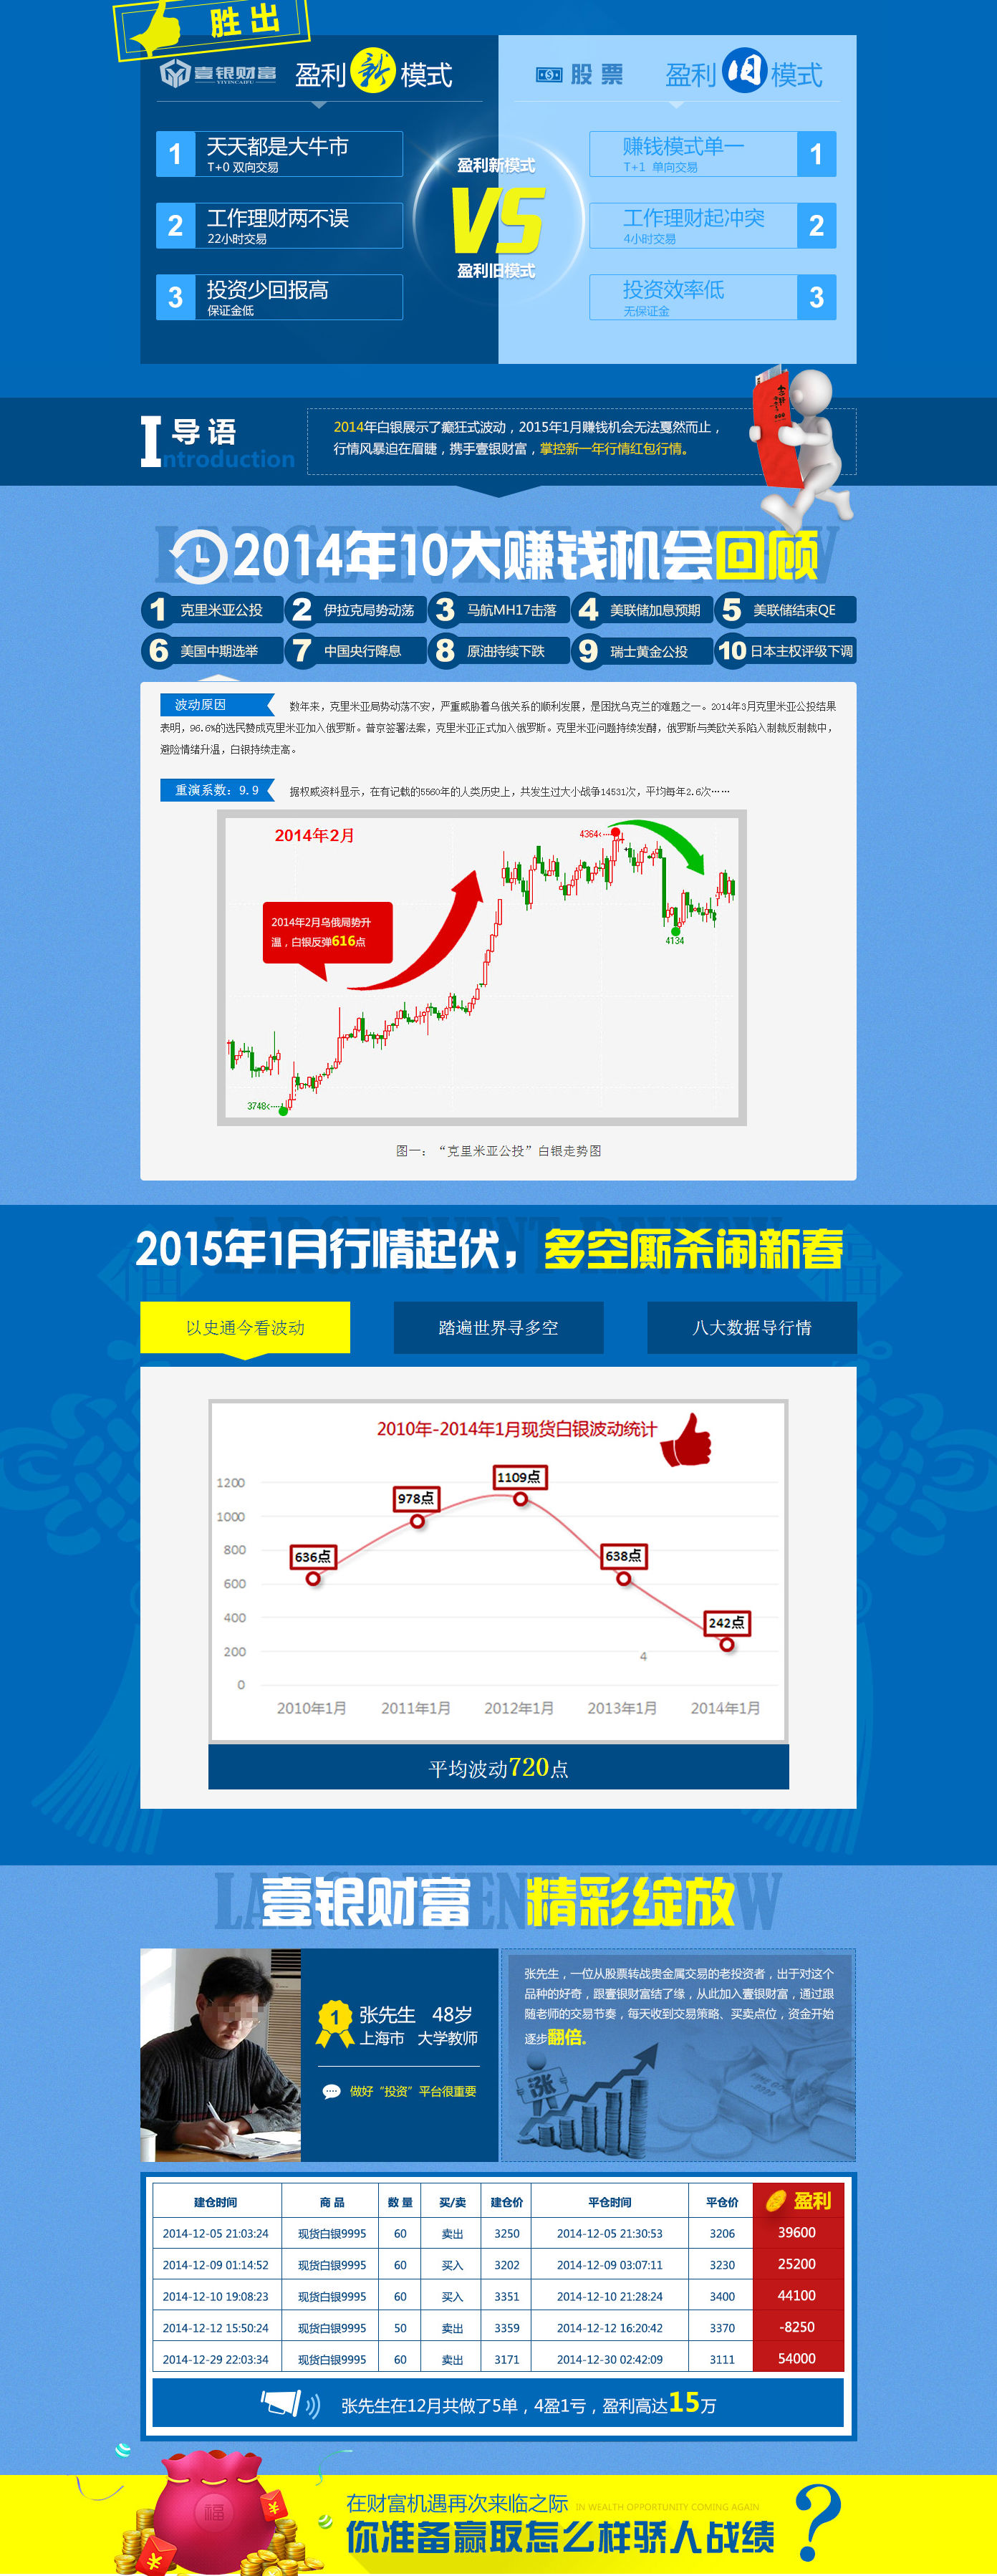 胜出
壹银财富
YIYINCAIFU
盈利新模式
股票
盈利旧模式
1
天天都是大牛市
T+0 双向交易
2
工作理财两不误
22小时交易
3
投资少回报高
保证金低
盈利新模式
VS
盈利旧模式
赚钱模式单一
T+1 单向交易
1
工作理财起冲突
4小时交易
2
投资效率低
无保证金
3
导语
Introduction
2014年白银展示了癫狂式波动，2015年1月赚钱机会无法戛然而止，
行情风暴迫在眉睫，携手壹银财富，掌控新一年行情红包行情。
2014年10大赚钱机会回顾
1 克里米亚公投
2 伊拉克局势动荡
3 马航MH17击落
4 美联储加息预期
5 美联储结束QE
6 美国中期选举
7 中国央行降息
8 原油持续下跌
9 瑞士黄金公投
10 日本主权评级下调
波动原因
数年来，克里米亚局势动荡不安，严重威胁着乌俄关系的顺利发展，是困扰乌克兰的难题之一。2014年3月克里米亚公投结果
表明，96.6%的选民赞成克里米亚加入俄罗斯。普京签署法案，克里米亚正式加入俄罗斯。克里米亚问题持续发酵，俄罗斯与美欧关系陷入制裁反制裁中，
避险情绪升温，白银持续走高。
重演系数：9.9
据权威资料显示，在有记载的5560年的人类历史上，共发生过大小战争14531次，平均每年2.6次……
2014年2月
4364
2014年2月乌俄局势升
温，白银反弹616点
4134
3748
图一：“克里米亚公投”白银走势图
2015年1月行情起伏，多空厮杀闹新春
以史通今看波动
踏遍世界寻多空
八大数据导行情
2010年-2014年1月现货白银波动统计
1200
1000
800
600
400
200
0
636点
978点
1109点
638点
242点
4
2010年1月
2011年1月
2012年1月
2013年1月
2014年1月
平均波动720点
壹银财富 精彩绽放
1
张先生 48岁
上海市 大学教师
做好“投资”平台很重要
张先生，一位从股票转战贵金属交易的老投资者，出于对这个
品种的好奇，跟壹银财富结了缘，从此加入壹银财富，通过跟
随老师的交易节奏，每天收到交易策略、买卖点位，资金开始
逐步翻倍。
涨
建仓时间 商品 数量 买/卖 建仓价 平仓时间 平仓价 盈利
2014-12-05 21:03:24 现货白银9995 60 卖出 3250 2014-12-05 21:30:53 3206 39600
2014-12-09 01:14:52 现货白银9995 60 买入 3202 2014-12-09 03:07:11 3230 25200
2014-12-10 19:08:23 现货白银9995 60 买入 3351 2014-12-10 21:28:24 3400 44100
2014-12-12 15:50:24 现货白银9995 50 卖出 3359 2014-12-12 16:20:42 3370 -8250
2014-12-29 22:03:34 现货白银9995 60 卖出 3171 2014-12-30 02:42:09 3111 54000
张先生在12月共做了5单，4盈1亏，盈利高达15万
福
在财富机遇再次来临之际 IN WEALTH OPPORTUNITY COMING AGAIN
你准备赢取怎么样骄人战绩？